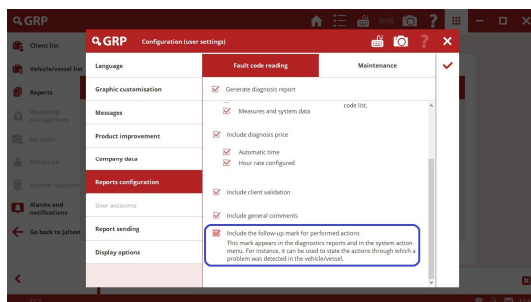 GRP
Client list
Vehicle/vessel list
Reports
Workshop
management
My tasks
Reception
Human resources
Alarms and
notifications
Go back to Jaltest
GRP Configuration (user settings)
Language
Graphic customisation
Messages
Product improvement
Company data
Reports configuration
User accounts
Report sending
Display options
Fault code reading
Maintenance
Generate diagnosis report
code list.
Measures and system data
Include diagnosis price
Automatic time
Hour rate configured
Include client validation
Include general comments
Include the follow-up mark for performed actions
This mark appears in the diagnostics reports and in the system action
menu. For instance, it can be used to state the actions through which a
problem was detected in the vehicle/vessel.